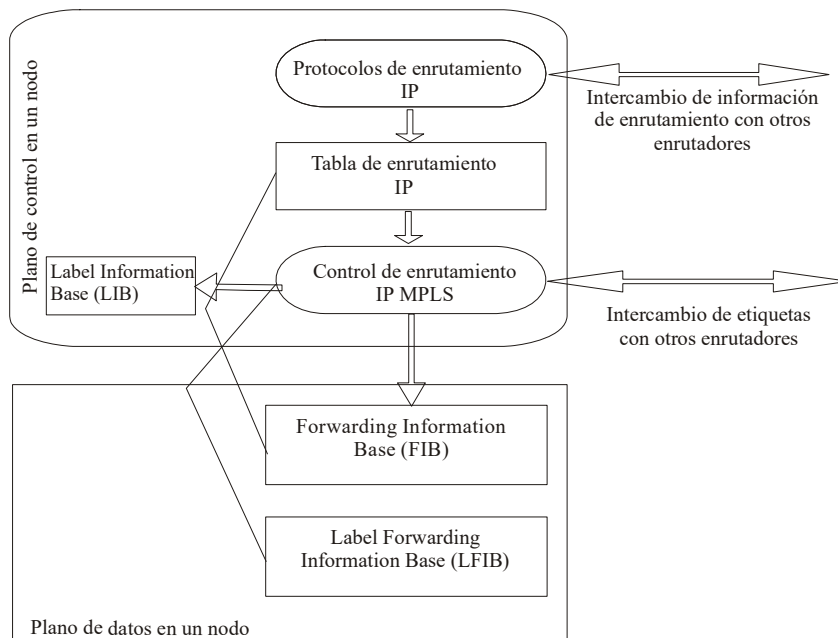 Plano de control en un nodo
Protocolos de enrutamiento
IP
Intercambio de información
de enrutamiento con otros
enrutadores
Tabla de enrutamiento
IP
Label Information
Base (LIB)
Control de enrutamiento
IP MPLS
Intercambio de etiquetas
con otros enrutadores
Forwarding Information
Base (FIB)
Label Forwarding
Information Base (LFIB)
Plano de datos en un nodo